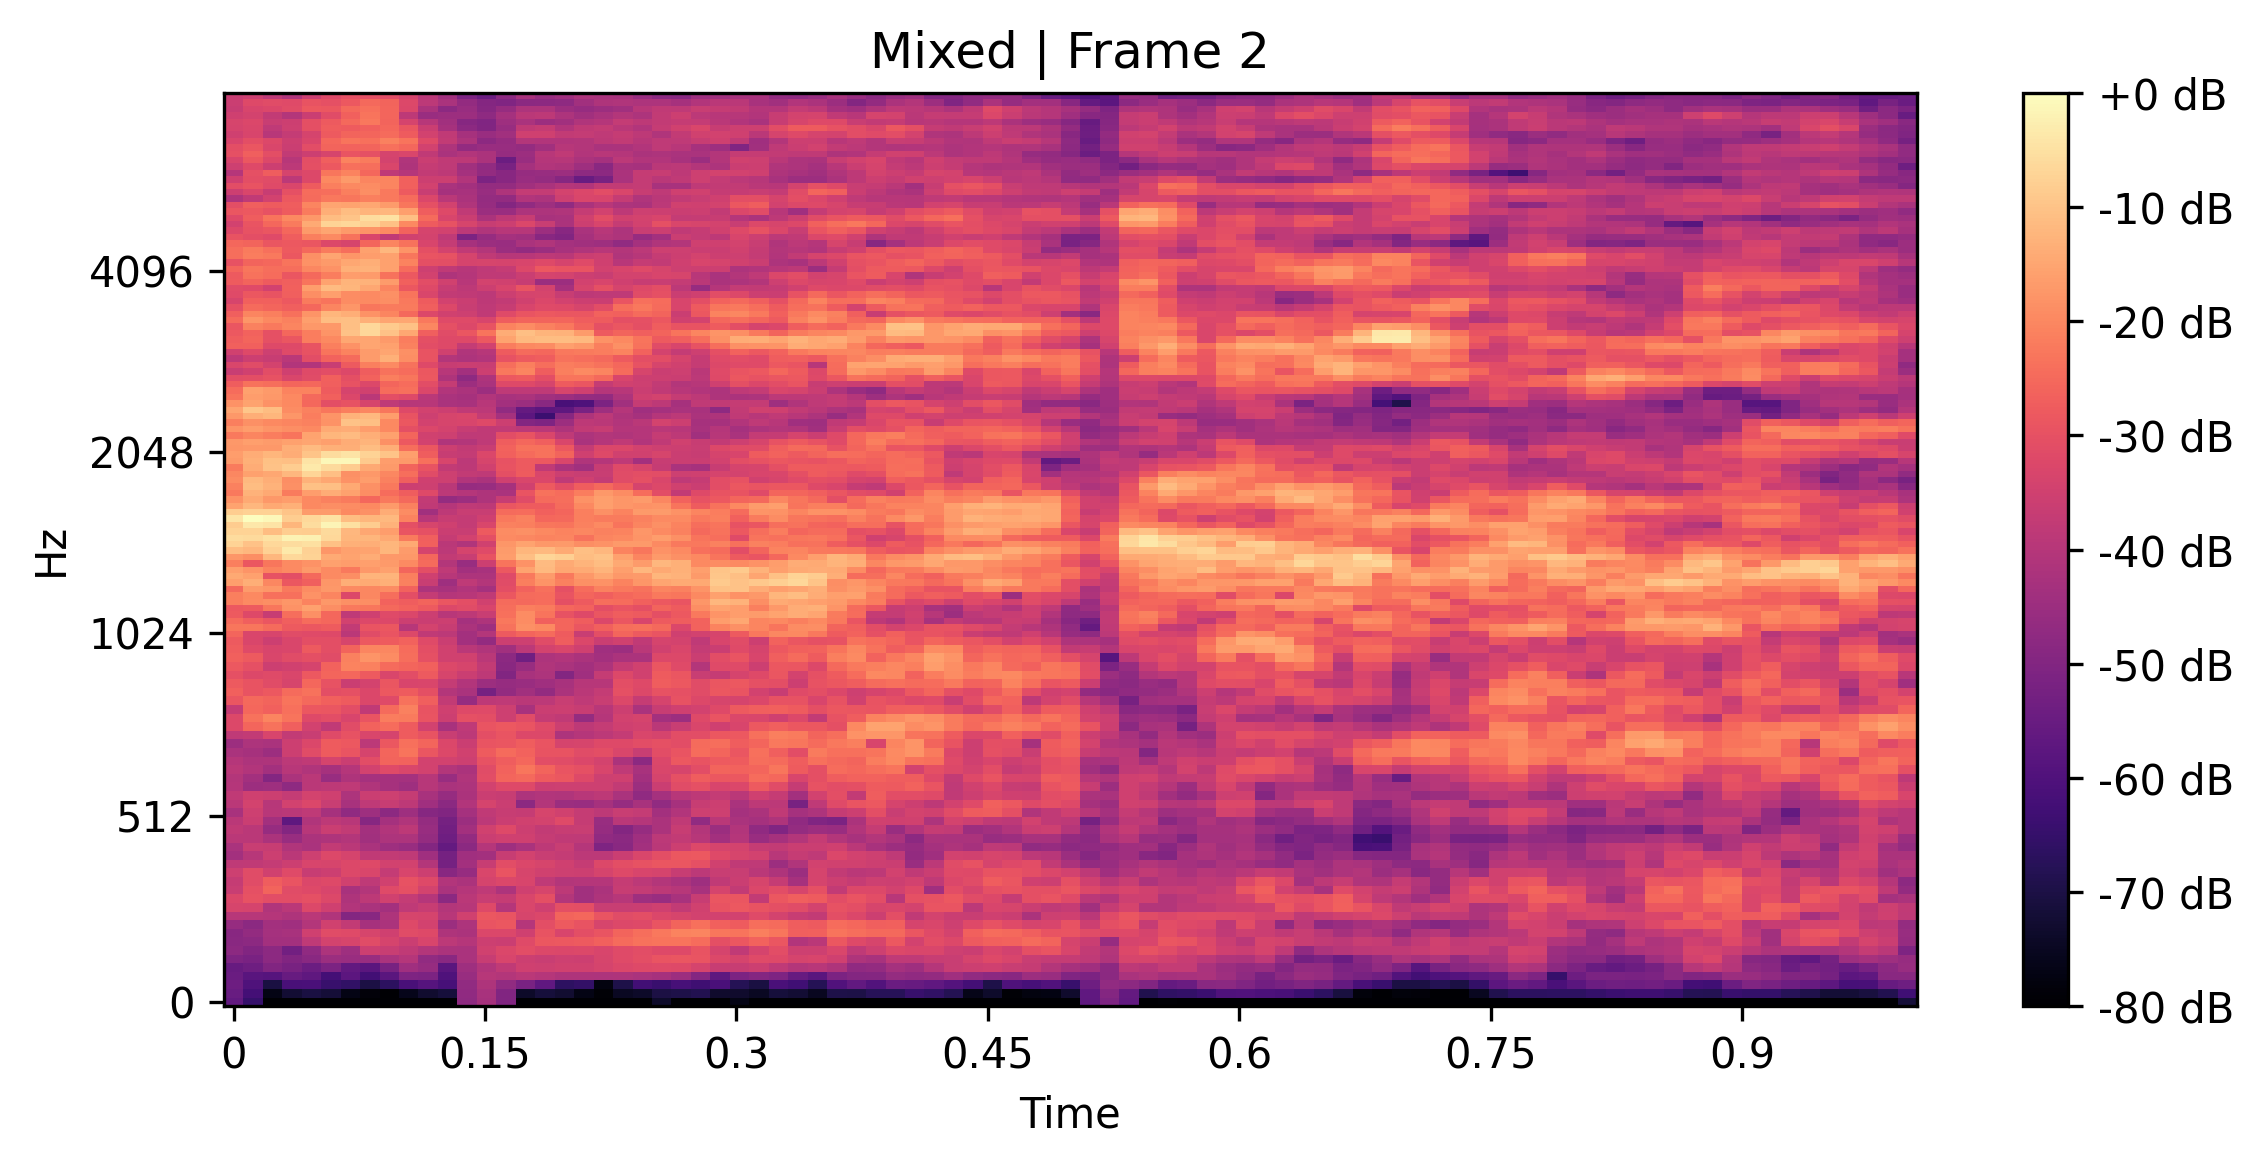 Mixed | Frame 2
Hz
4096
2048
1024
512
0
0 0.15 0.3 0.45 0.6 0.75 0.9
Time
+0 dB
-10 dB
-20 dB
-30 dB
-40 dB
-50 dB
-60 dB
-70 dB
-80 dB